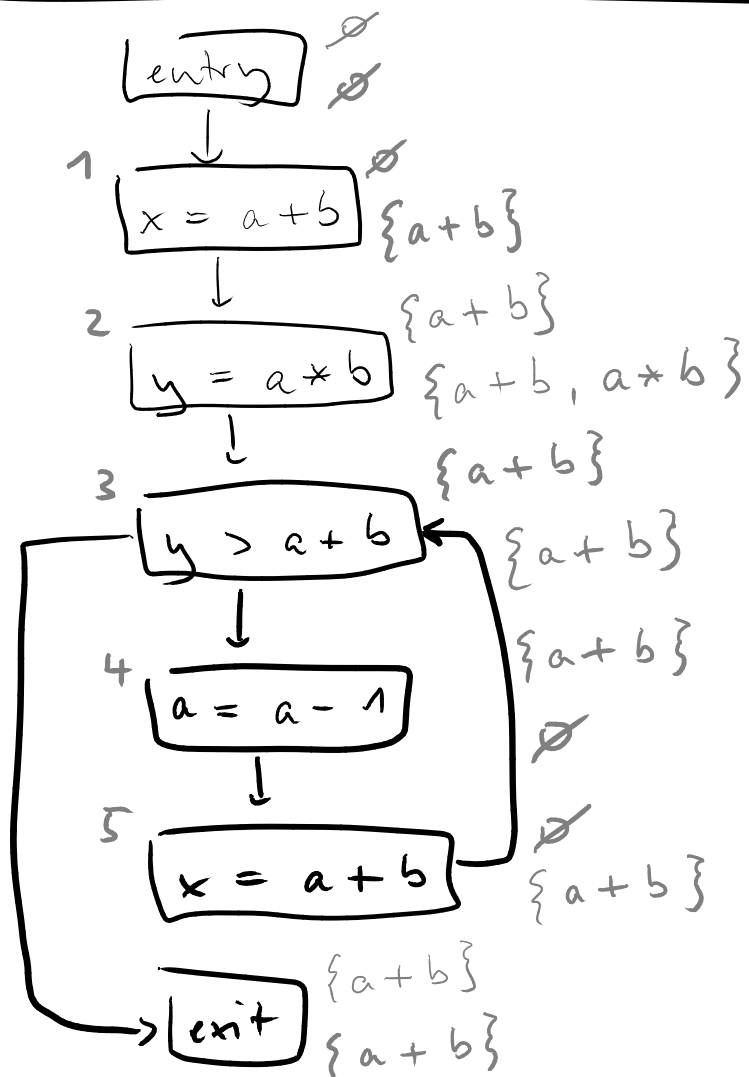 ∅
entry ∅
1 ∅
x = a + b {a + b}
2 {a + b}
y = a * b {a + b, a * b}
3 {a + b}
y > a + b {a + b}
4 {a + b}
a = a - 1 ∅
5 ∅
x = a + b {a + b}
{a + b}
exit {a + b}